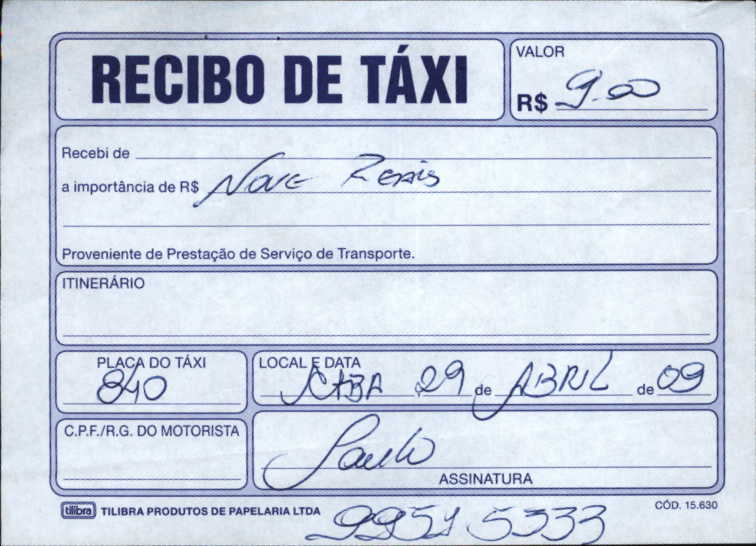 RECIBO DE TÁXI
VALOR
R$ 9.00
Recebi de
a importância de R$ Nove Reais
Proveniente de Prestação de Serviço de Transporte.
ITINERÁRIO
PLACA DO TÁXI
840
LOCAL E DATA
CTBA 29 de ABRIL de 09
C.P.F./R.G. DO MOTORISTA
Paulo
ASSINATURA
tilibra TILIBRA PRODUTOS DE PAPELARIA LTDA
CÓD. 15.630
9951 5333